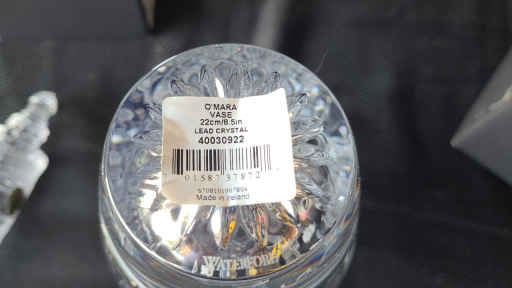 O'MARA
VASE
22cm/8.5in
LEAD CRYSTAL
40030922
01587 37872
Made in Ireland
WATERFORD